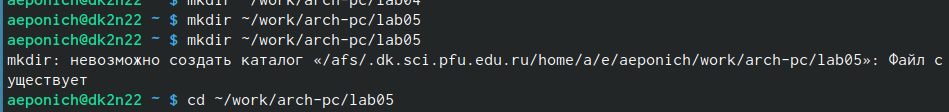 aeponich@dk2n22 ~ $ mkdir ~/work/arch-pc/lab04
aeponich@dk2n22 ~ $ mkdir ~/work/arch-pc/lab05
aeponich@dk2n22 ~ $ mkdir ~/work/arch-pc/lab05
mkdir: невозможно создать каталог «/afs/.dk.sci.pfu.edu.ru/home/a/e/aeponich/work/arch-pc/lab05»: Файл с
уществует
aeponich@dk2n22 ~ $ cd ~/work/arch-pc/lab05